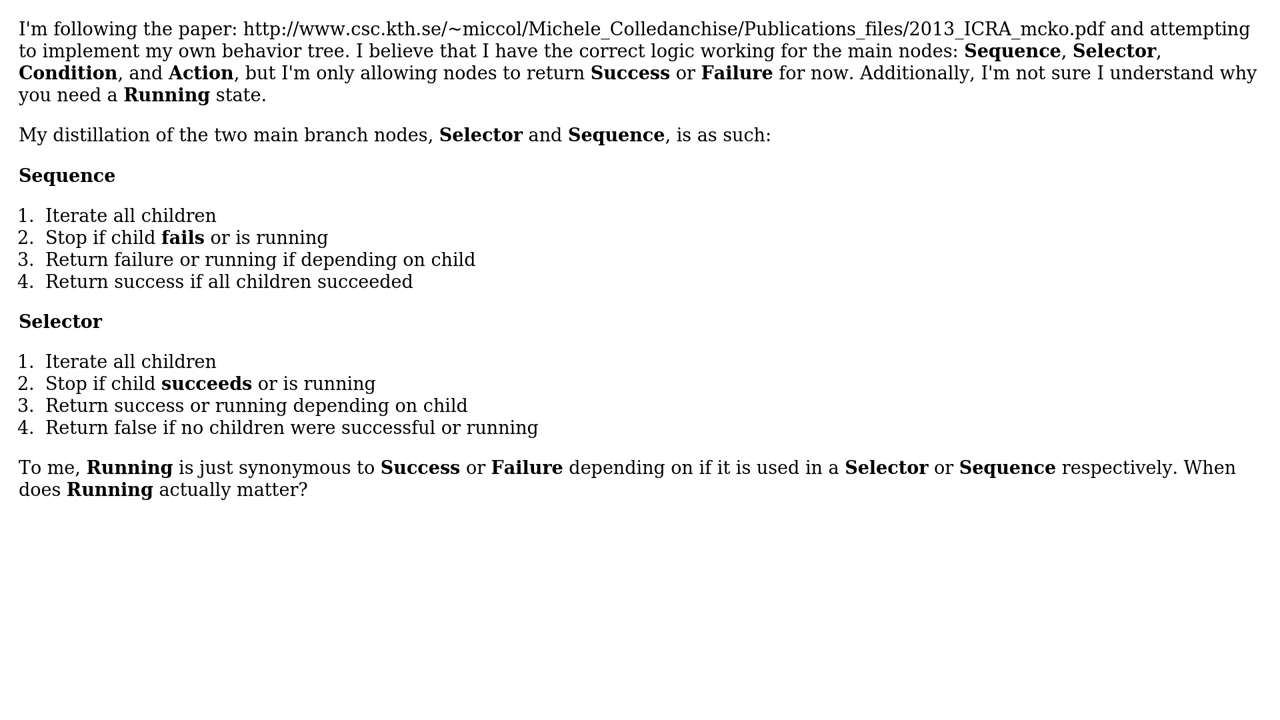 I'm following the paper: http://www.csc.kth.se/~miccol/Michele_Colledanchise/Publications_files/2013_ICRA_mcko.pdf and attempting
to implement my own behavior tree. I believe that I have the correct logic working for the main nodes: Sequence, Selector,
Condition, and Action, but I'm only allowing nodes to return Success or Failure for now. Additionally, I'm not sure I understand why
you need a Running state.
My distillation of the two main branch nodes, Selector and Sequence, is as such:
Sequence
1. Iterate all children
2. Stop if child fails or is running
3. Return failure or running if depending on child
4. Return success if all children succeeded
Selector
1. Iterate all children
2. Stop if child succeeds or is running
3. Return success or running depending on child
4. Return false if no children were successful or running
To me, Running is just synonymous to Success or Failure depending on if it is used in a Selector or Sequence respectively. When
does Running actually matter?